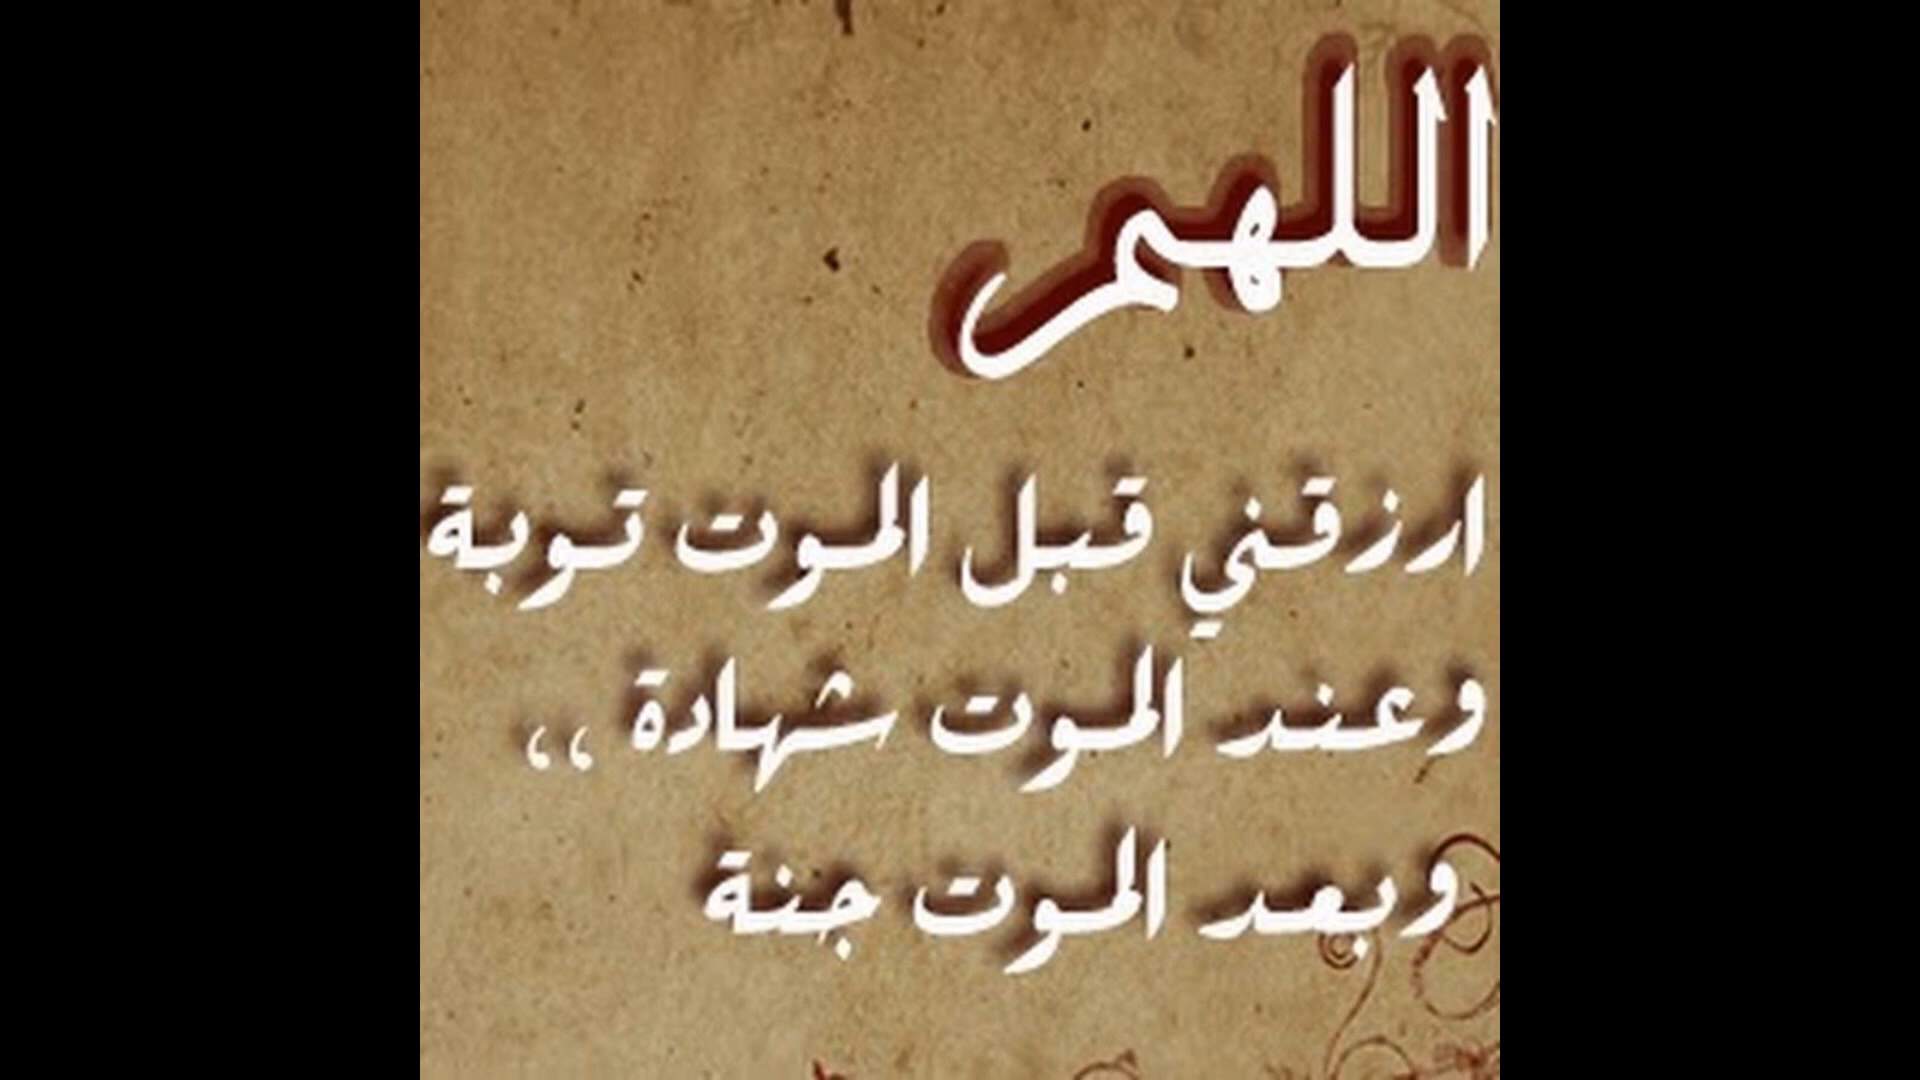 اللهم
ارزقني قبل الموت توبة
وعند الموت شهادة ،،
وبعد الموت جنة